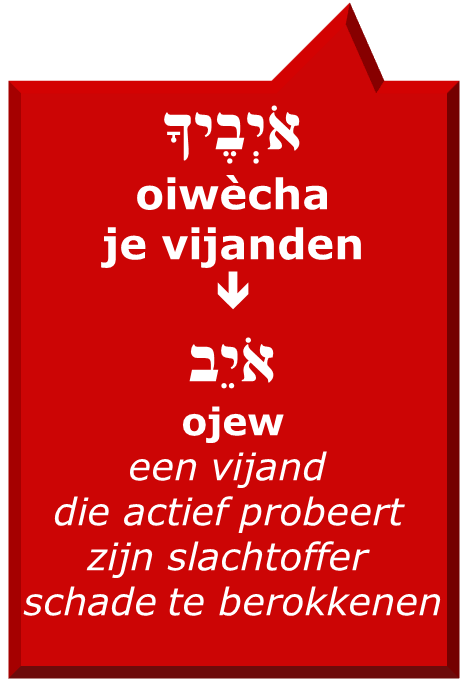 אֹיְבֶיךָ
oiwècha
je vijanden
🡳
אֹיֵב
ojew
een vijand
die actief probeert
zijn slachtoffer
schade te berokkenen